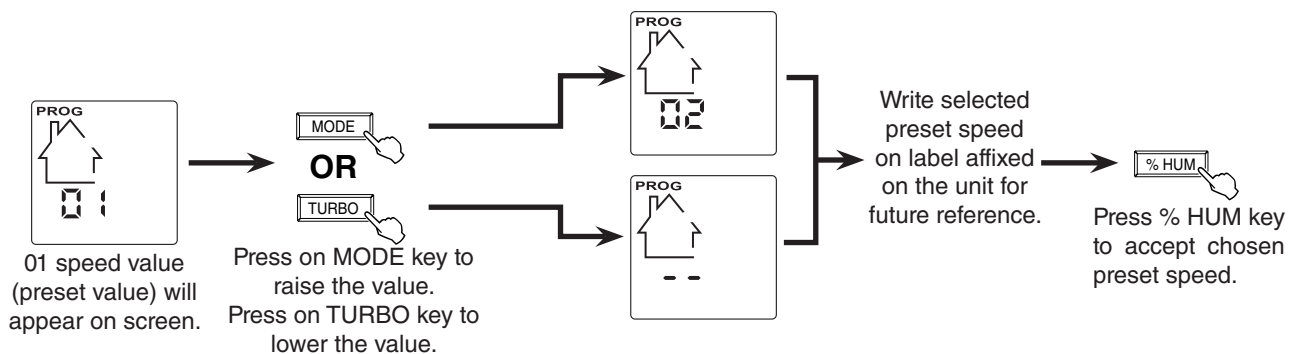 PROG
01
01 speed value
(preset value) will
appear on screen.
MODE
OR
TURBO
Press on MODE key to
raise the value.
Press on TURBO key to
lower the value.
PROG
02
PROG
--
Write selected
preset speed
on label affixed
on the unit for
future reference.
% HUM
Press % HUM key
to accept chosen
preset speed.